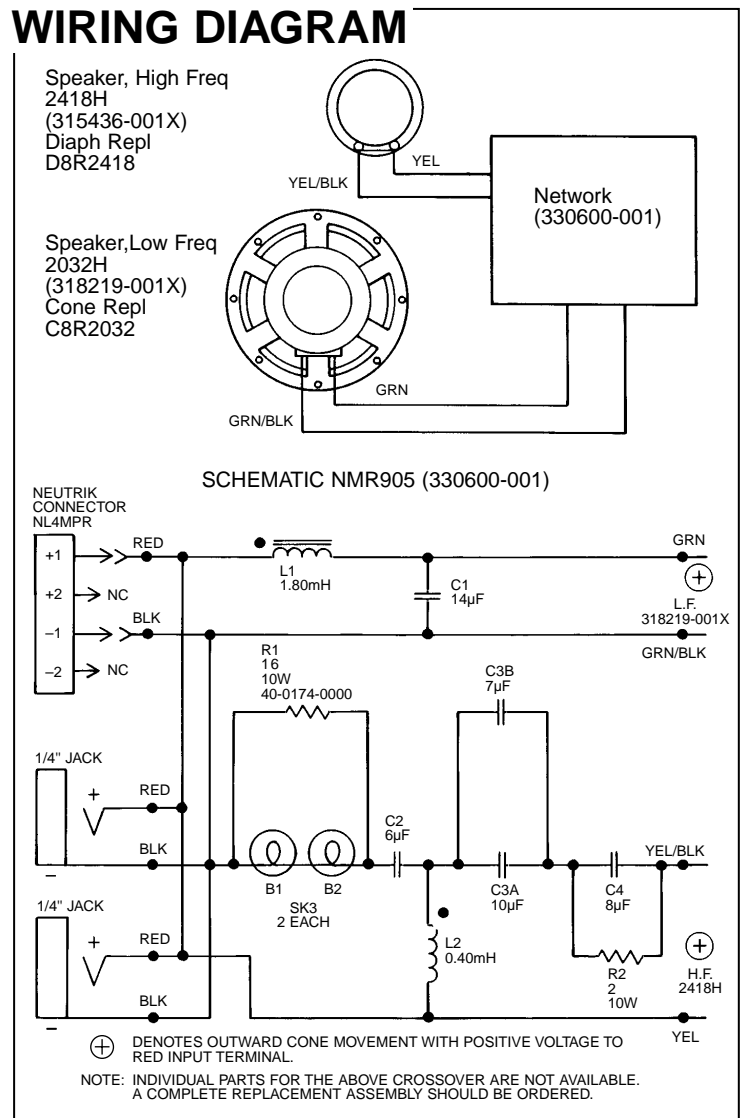 WIRING DIAGRAM
Speaker, High Freq
2418H
(315436-001X)
Diaph Repl
D8R2418
YEL
YEL/BLK
Network
(330600-001)
Speaker,Low Freq
2032H
(318219-001X)
Cone Repl
C8R2032
GRN
GRN/BLK
SCHEMATIC NMR905 (330600-001)
NEUTRIK
CONNECTOR
NL4MPR
+1
RED
+2
NC
–1
BLK
–2
NC
L1
1.80mH
C1
14µF
GRN
+
L.F.
318219-001X
GRN/BLK
R1
16
10W
40-0174-0000
C3B
7µF
1/4" JACK
+
RED
BLK
–
B1
B2
SK3
2 EACH
C2
6µF
C3A
10µF
YEL/BLK
C4
8µF
1/4" JACK
+
RED
BLK
–
L2
0.40mH
R2
2
10W
+
H.F.
2418H
YEL
+ DENOTES OUTWARD CONE MOVEMENT WITH POSITIVE VOLTAGE TO
RED INPUT TERMINAL.
NOTE: INDIVIDUAL PARTS FOR THE ABOVE CROSSOVER ARE NOT AVAILABLE.
A COMPLETE REPLACEMENT ASSEMBLY SHOULD BE ORDERED.